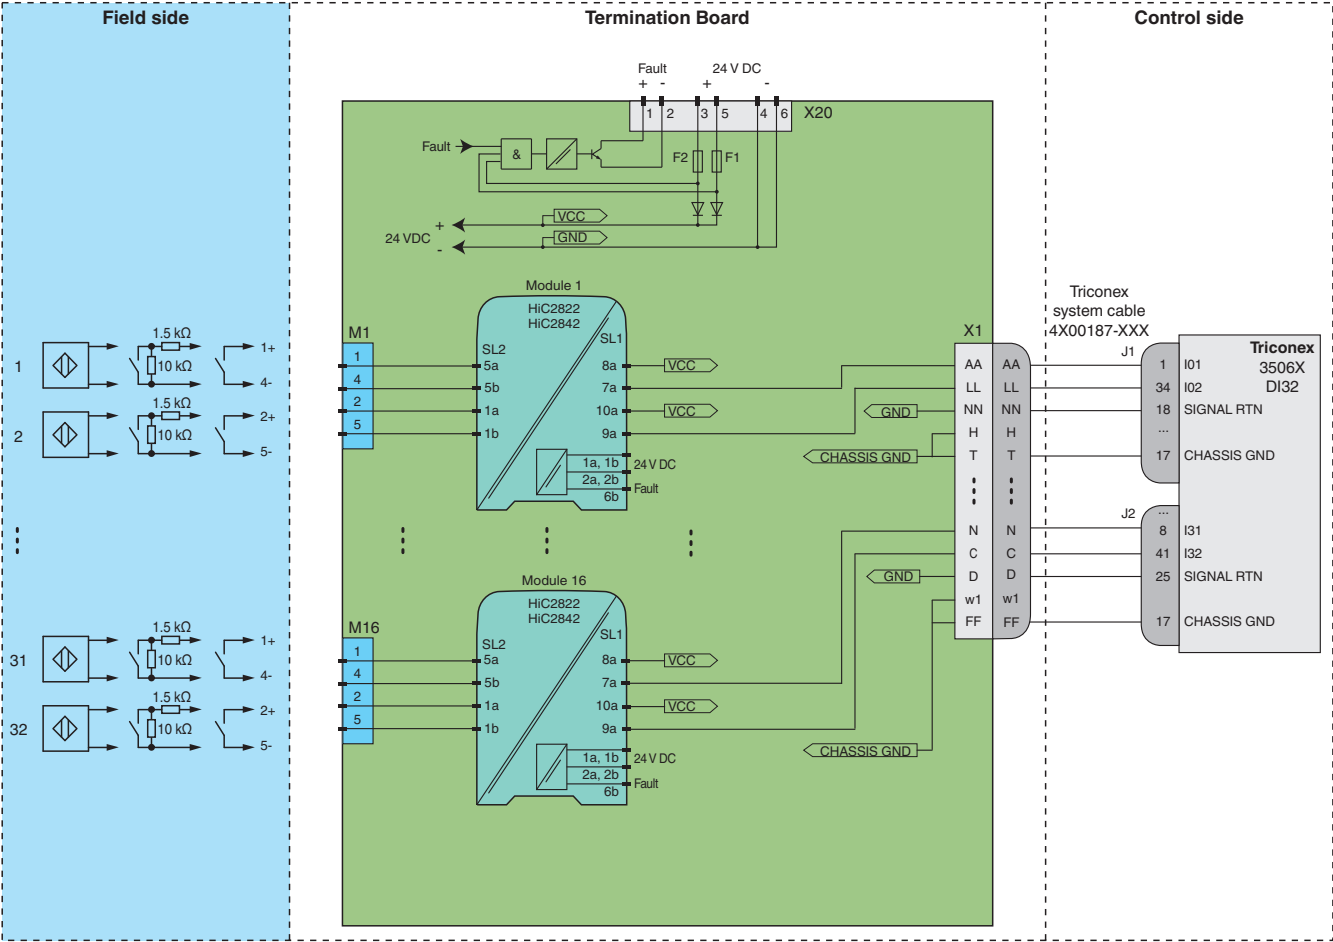 Field side
Termination Board
Control side
Fault
24 V DC
+ - + -
1 2 3 5 4 6 X20
Fault
&
F2 F1
VCC
+
24 VDC
GND
-
Module 1
HiC2822
HiC2842
SL2
SL1
M1
1
4
2
5
5a
5b
1a
1b
8a
7a
10a
9a
VCC
VCC
1a, 1b
2a, 2b
6b
24 V DC
Fault
1
1.5 kΩ
10 kΩ
1+
4-
2
1.5 kΩ
10 kΩ
2+
5-
GND
CHASSIS GND
X1
AA AA
LL LL
NN NN
H H
T T
Triconex
system cable
4X00187-XXX
J1
1 I01
34 I02
18 SIGNAL RTN
...
17 CHASSIS GND
Triconex
3506X
DI32
J2
...
8 I31
41 I32
25 SIGNAL RTN
17 CHASSIS GND
N N
C C
D D
w1 w1
FF FF
GND
CHASSIS GND
Module 16
HiC2822
HiC2842
SL2
SL1
M16
1
4
2
5
5a
5b
1a
1b
8a
7a
10a
9a
VCC
VCC
1a, 1b
2a, 2b
6b
24 V DC
Fault
31
1.5 kΩ
10 kΩ
1+
4-
32
1.5 kΩ
10 kΩ
2+
5-